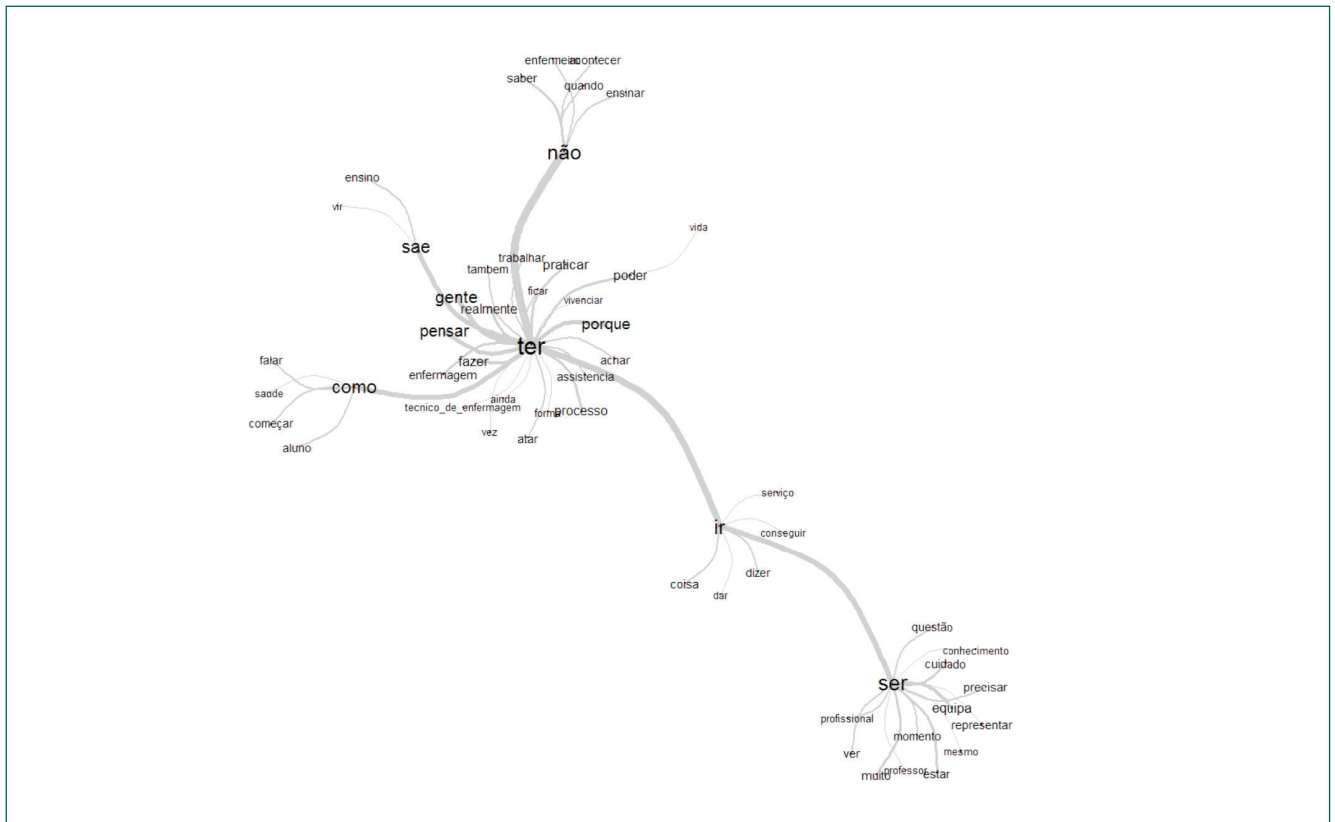 enfermeiro
acontecer
saber
quando
ensinar
não
ensino
vir
vida
sae
trabalhar
tambem
praticar
poder
gente
ficar
realmente
vivenciar
pensar
porque
ter
fazer
achar
enfermagem
assistencia
falar
como
saude
tecnico_de_enfermagem
ainda
forma
processo
começar
vez
atar
aluno
serviço
ir
conseguir
dizer
coisa
dar
questão
conhecimento
cuidado
ser
precisar
equipa
profissional
representar
momento
ver
mesmo
muito
professor
estar